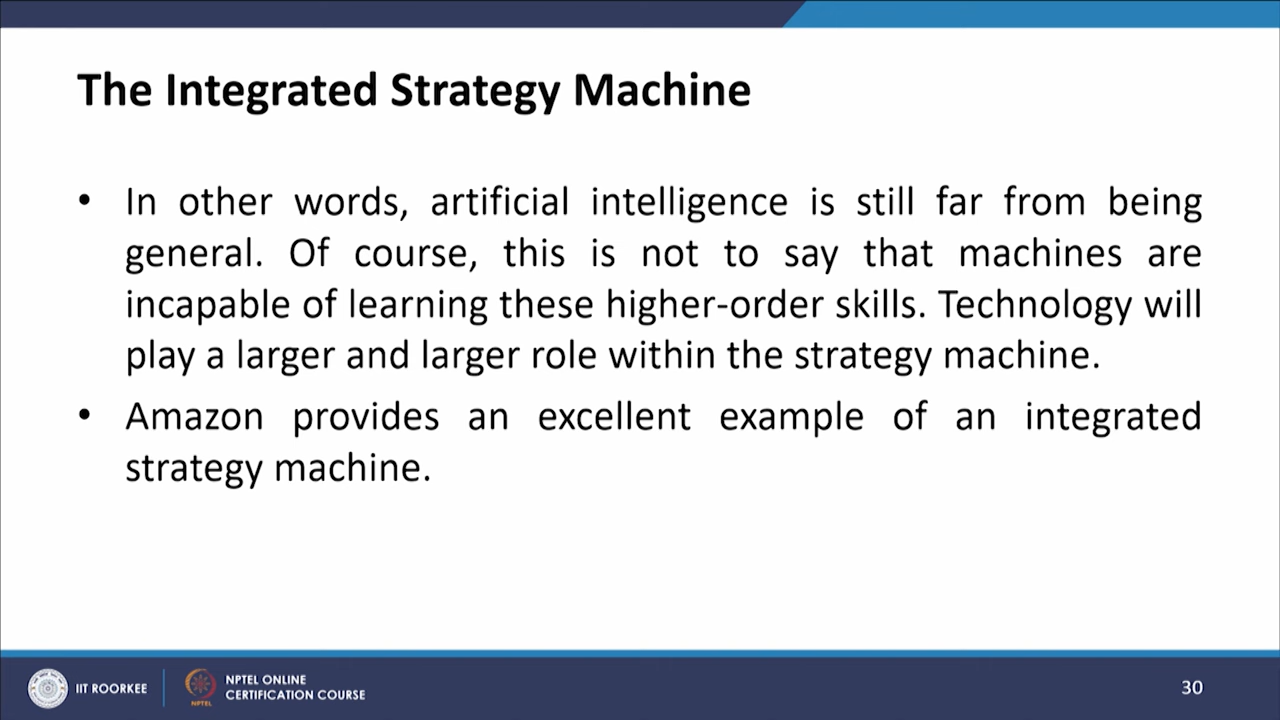 The Integrated Strategy Machine
• In other words, artificial intelligence is still far from being
general. Of course, this is not to say that machines are
incapable of learning these higher-order skills. Technology will
play a larger and larger role within the strategy machine.
• Amazon provides an excellent example of an integrated
strategy machine.
IIT ROORKEE
NPTEL
NPTEL ONLINE
CERTIFICATION COURSE
30